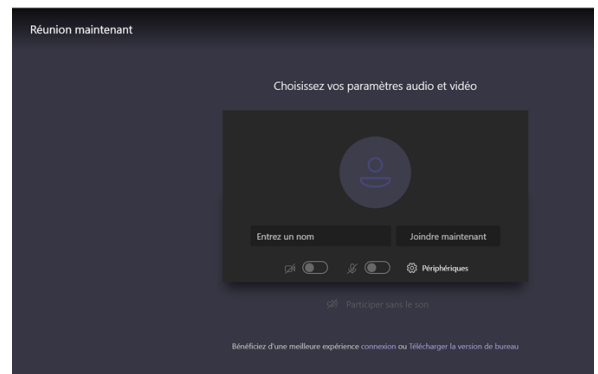 Réunion maintenant
Choisissez vos paramètres audio et vidéo
Entrez un nom
Joindre maintenant
Périphériques
Participer sans le son
Bénéficiez d'une meilleure expérience connexion ou Télécharger la version de bureau